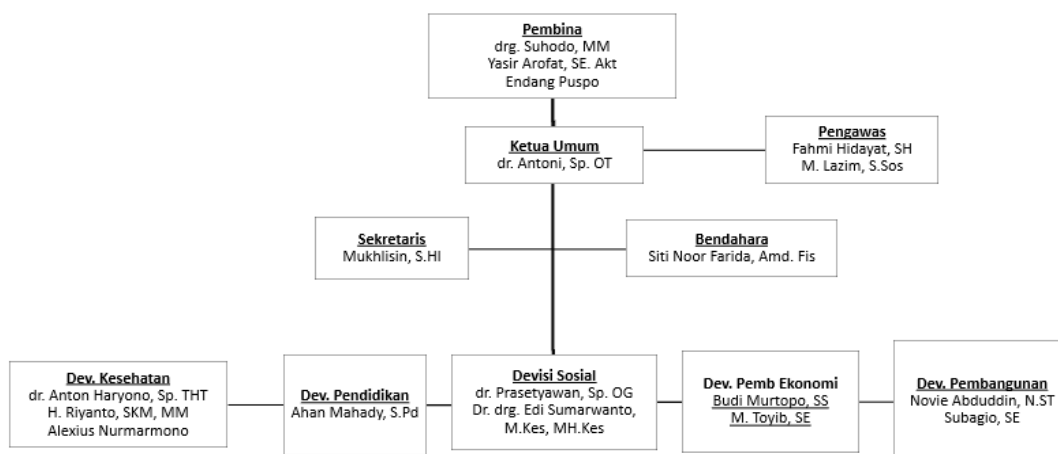 Pembina
drg. Suhodo, MM
Yasir Arofat, SE. Akt
Endang Puspo
Ketua Umum
dr. Antoni, Sp. OT
Pengawas
Fahmi Hidayat, SH
M. Lazim, S.Sos
Sekretaris
Mukhlisin, S.HI
Bendahara
Siti Noor Farida, Amd. Fis
Dev. Kesehatan
dr. Anton Haryono, Sp. THT
H. Riyanto, SKM, MM
Alexius Nurmarmono
Dev. Pendidikan
Ahan Mahady, S.Pd
Devisi Sosial
dr. Prasetyawan, Sp. OG
Dr. drg. Edi Sumarwanto,
M.Kes, MH.Kes
Dev. Pemb Ekonomi
Budi Murtopo, SS
M. Toyib, SE
Dev. Pembangunan
Novie Abduddin, N.ST
Subagio, SE